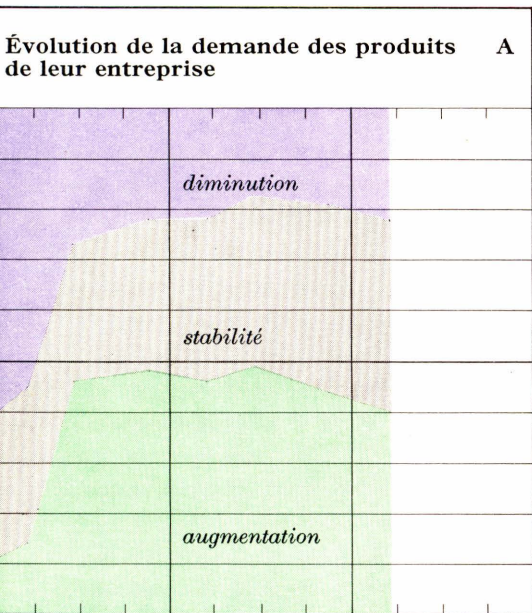 Évolution de la demande des produits A
de leur entreprise
diminution
stabilité
augmentation